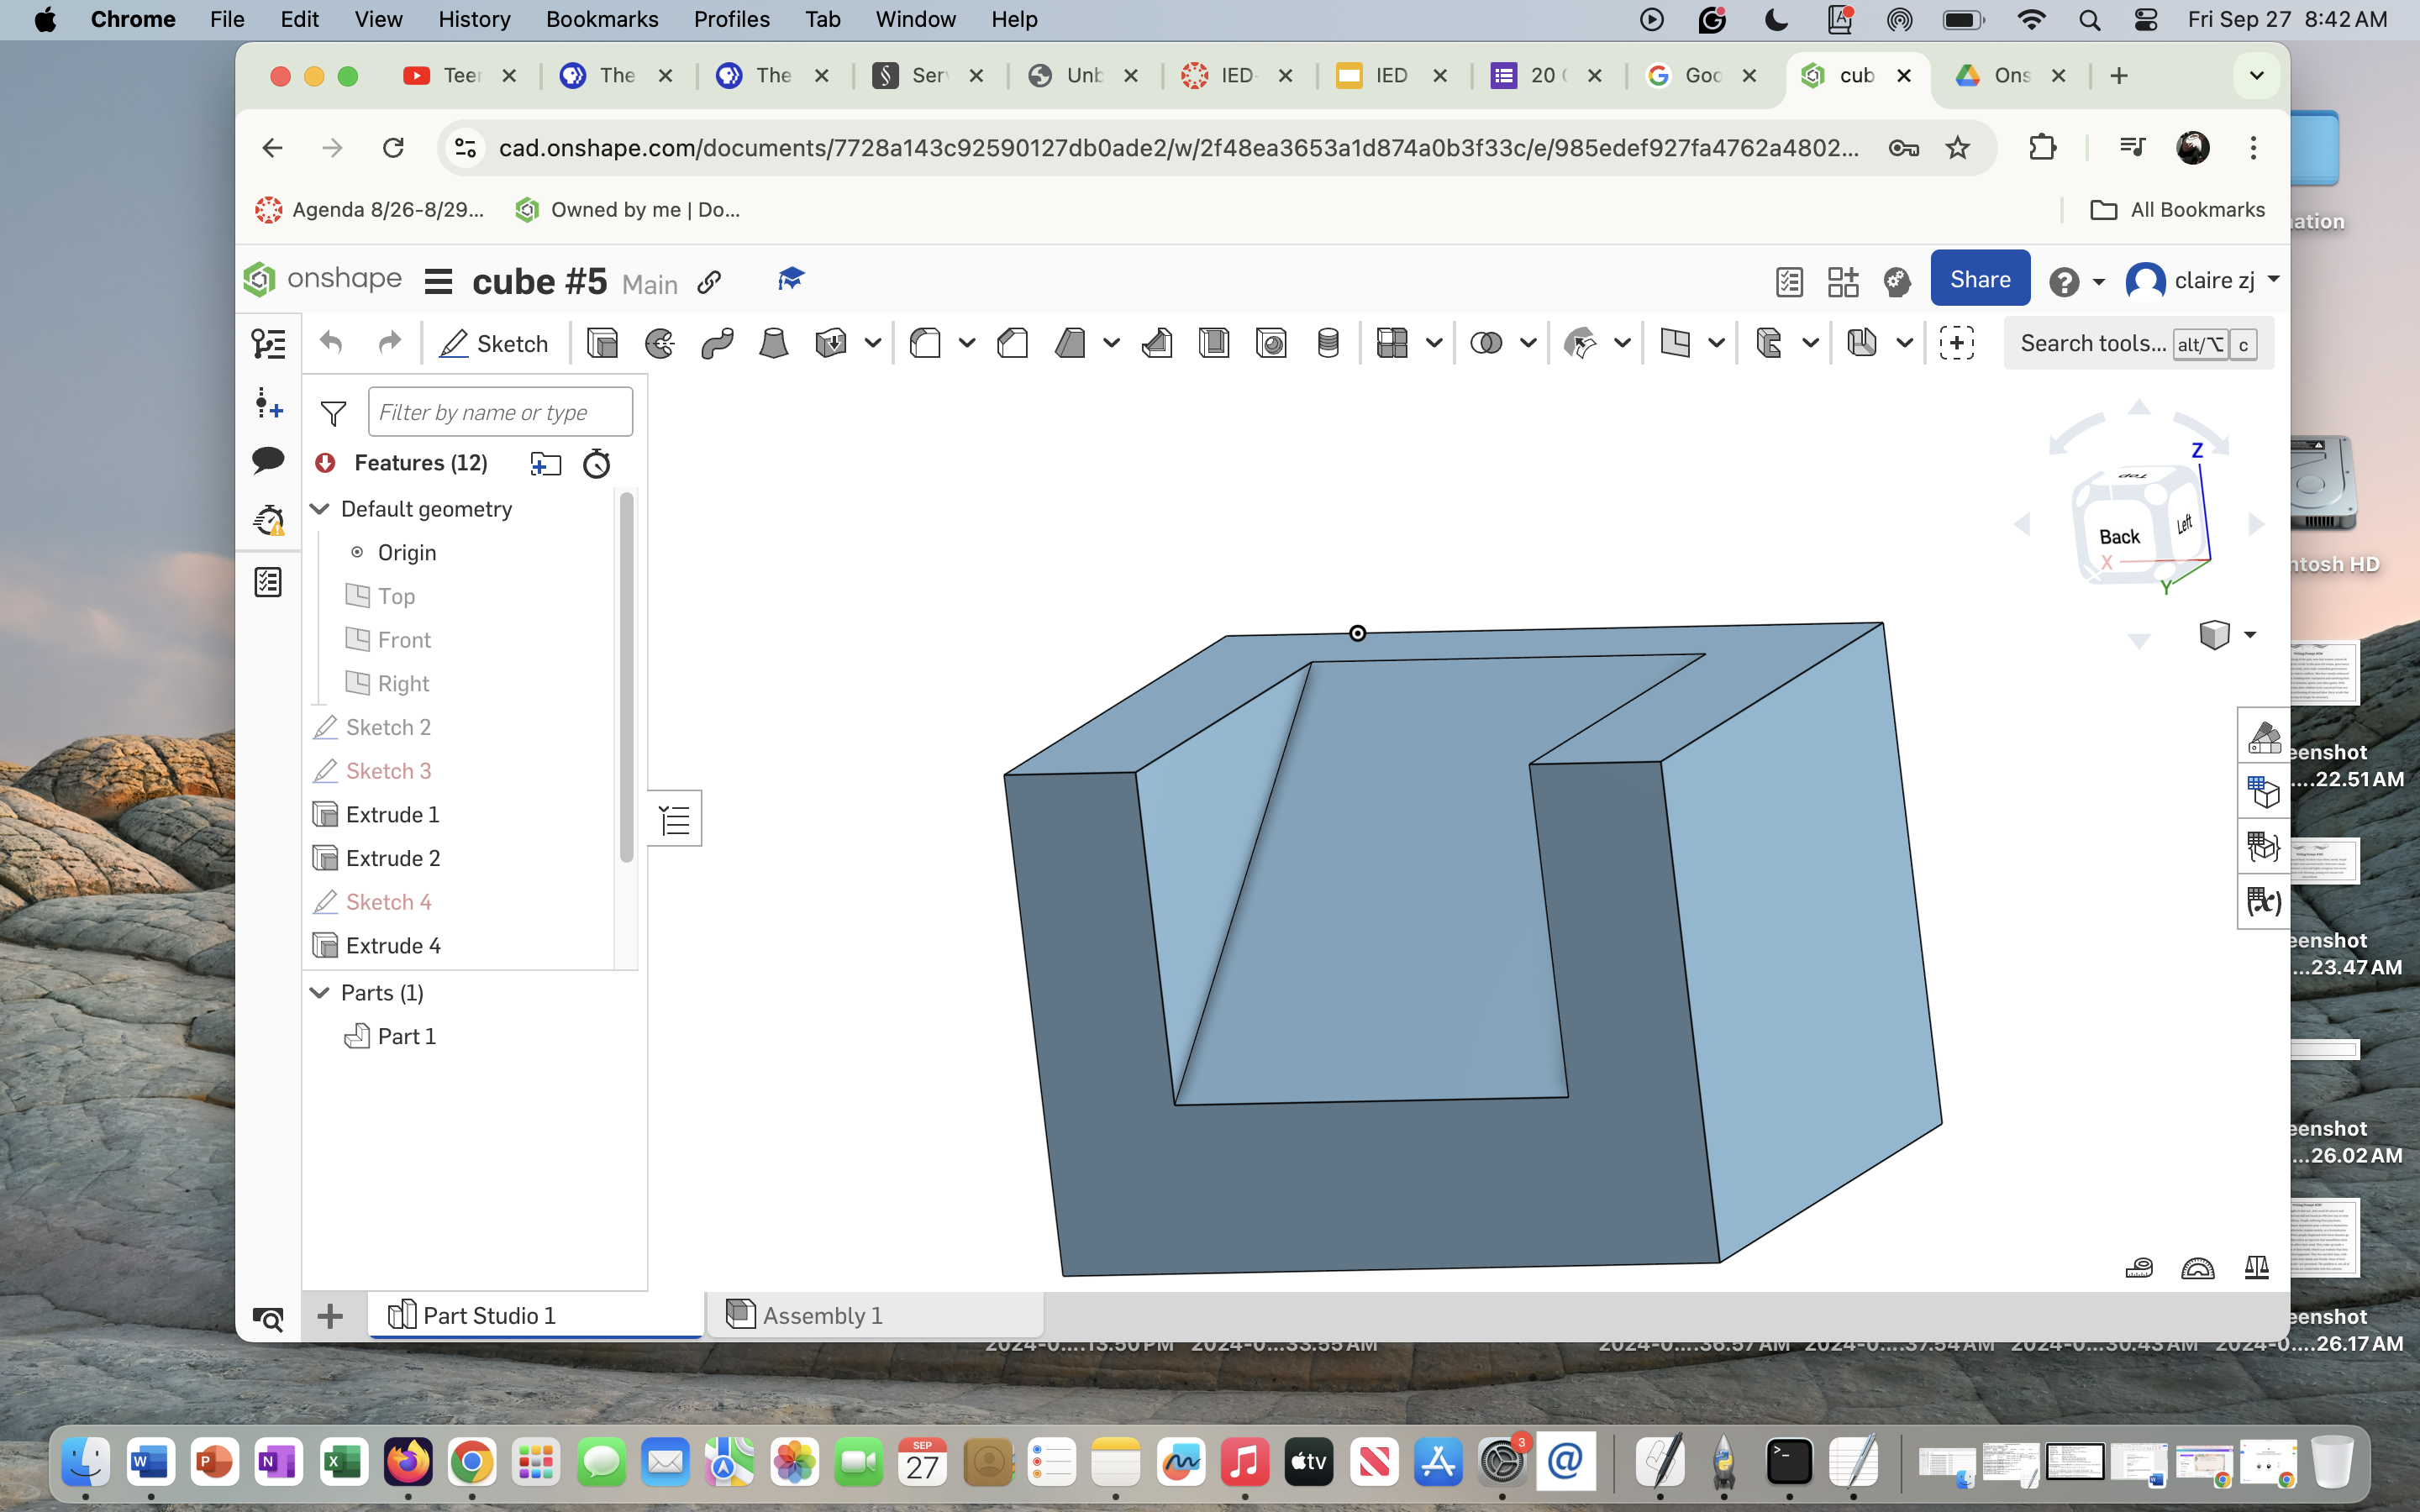 Chrome File Edit View History Bookmarks Profiles Tab Window Help Fri Sep 27 8:42 AM
Teer The The Ser Unb IED- IED 20 Goc cub Ons
cad.onshape.com/documents/7728a143c92590127db0ade2/w/2f48ea3653a1d874a0b3f33c/e/985edef927fa4762a4802...
Agenda 8/26-8/29... Owned by me | Do... All Bookmarks
onshape cube #5 Main Share claire zj
Sketch Search tools... alt/⌥ c
Filter by name or type
Features (12)
Default geometry
Origin
Top
Front
Right
Sketch 2
Sketch 3
Extrude 1
Extrude 2
Sketch 4
Extrude 4
Parts (1)
Part 1
Top
Back
Left
Z
X
Y
Part Studio 1 Assembly 1
ation
ntosh HD
eenshot
....22.51 AM
eenshot
...23.47 AM
eenshot
...26.02 AM
eenshot
2024-0....13.50 PM 2024-0....33.55 AM 2024-0....36.57 AM 2024-0....37.54 AM 2024-0....30.43 AM 2024-0....26.17 AM
SEP
27
tv
3